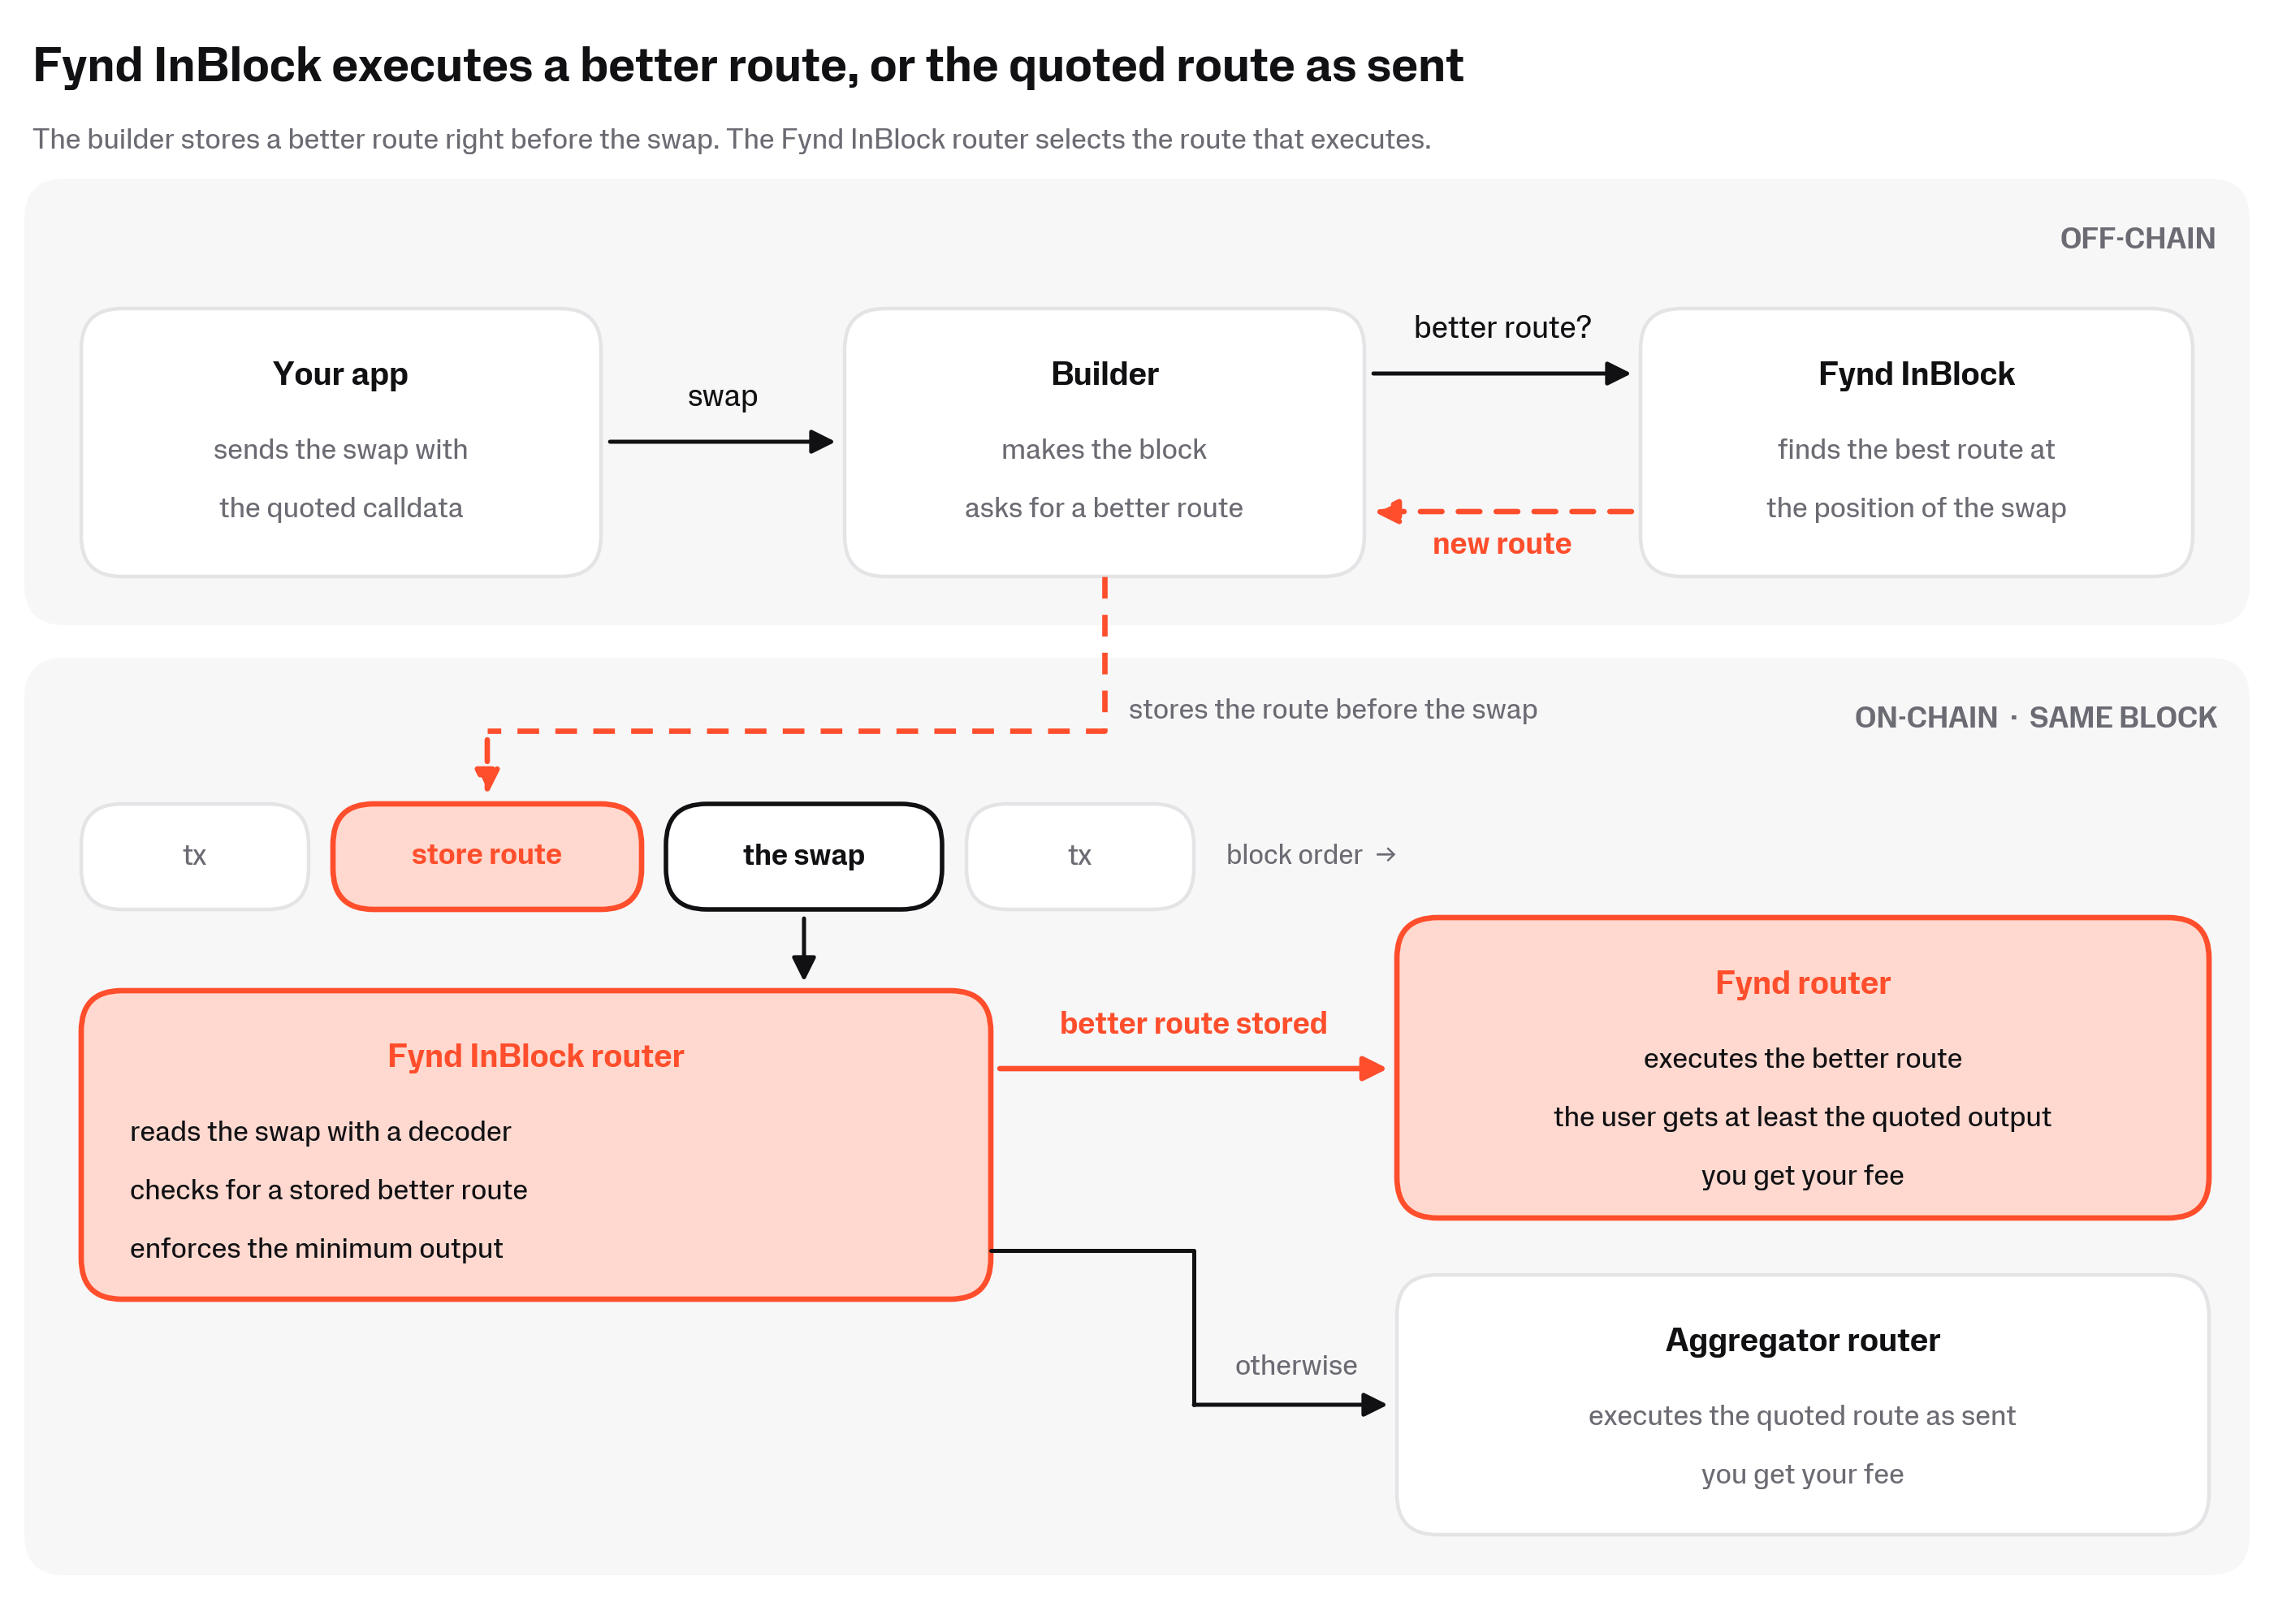 Fynd InBlock executes a better route, or the quoted route as sent
The builder stores a better route right before the swap. The Fynd InBlock router selects the route that executes.
OFF-CHAIN
Your app
sends the swap with
the quoted calldata
swap
Builder
makes the block
asks for a better route
better route?
new route
Fynd InBlock
finds the best route at
the position of the swap
stores the route before the swap
ON-CHAIN · SAME BLOCK
tx
store route
the swap
tx
block order →
Fynd InBlock router
reads the swap with a decoder
checks for a stored better route
enforces the minimum output
better route stored
Fynd router
executes the better route
the user gets at least the quoted output
you get your fee
otherwise
Aggregator router
executes the quoted route as sent
you get your fee